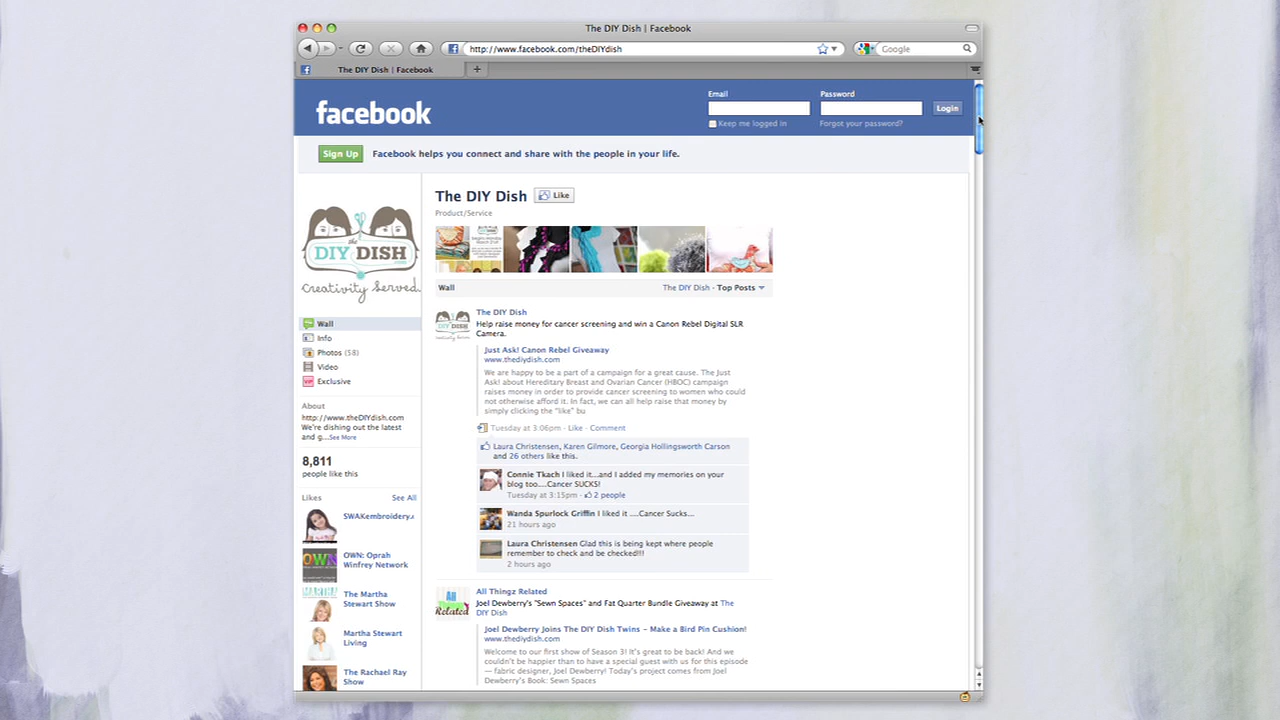 The DIY Dish | Facebook
http://www.facebook.com/theDIYdish
Google
The DIY Dish | Facebook
facebook
Email
Password
Login
Keep me logged in
Forgot your password?
Sign Up
Facebook helps you connect and share with the people in your life.
the
DIY DISH
.com
Creativity Served.
Wall
Info
Photos (58)
Video
VIP
Exclusive
About
http://www.theDIYdish.com
We're dishing out the latest
and g...See More
8,811
people like this
Likes
See All
SWAKembroidery.c
OWN
OWN: Oprah
Winfrey Network
MARTHA
The Martha
Stewart Show
Martha Stewart
Living
The Rachael Ray
Show
The DIY Dish
Like
Product/Service
Wall
The DIY Dish · Top Posts
DIY DISH
The DIY Dish
Help raise money for cancer screening and win a Canon Rebel Digital SLR
Camera.
Just Ask! Canon Rebel Giveaway
www.thediydish.com
We are happy to be a part of a campaign for a great cause. The Just
Ask! about Hereditary Breast and Ovarian Cancer (HBOC) campaign
raises money in order to provide cancer screening to women who could
not otherwise afford it. In fact, we can all help raise that money by
simply clicking the "like" bu
Tuesday at 3:06pm · Like · Comment
Laura Christensen, Karen Gilmore, Georgia Hollingsworth Carson
and 26 others like this.
Connie Tkach I liked it...and I added my memories on your
blog too....Cancer SUCKS!
Tuesday at 3:15pm · 2 people
Wanda Spurlock Griffin I liked it ....Cancer Sucks...
21 hours ago
Laura Christensen Glad this is being kept where people
remember to check and be checked!!!
2 hours ago
All
Related
All Thingz Related
Joel Dewberry's "Sewn Spaces" and Fat Quarter Bundle Giveaway at The
DIY Dish
Joel Dewberry Joins The DIY Dish Twins – Make a Bird Pin Cushion!
www.thediydish.com
Welcome to our first show of Season 3! It's great to be back! And we
couldn't be happier than to have a special guest with us for this episode
— fabric designer, Joel Dewberry! Today's project comes from Joel
Dewberry's Book: Sewn Spaces